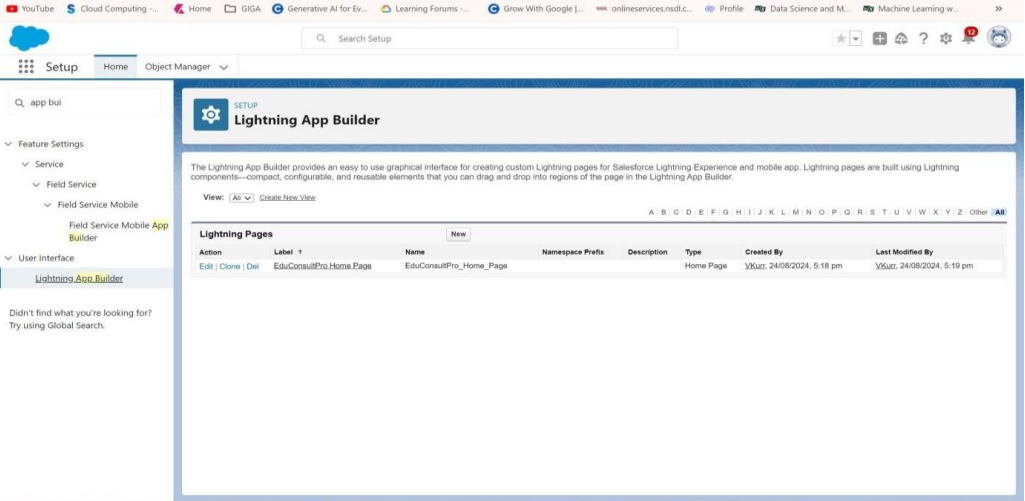 YouTube Cloud Computing -... Home GIGA Generative AI for Ev... Learning Forums -... Grow With Google |... onlineservices.nsdl.c... Profile Data Science and M... Machine Learning w... »
Search Setup
12
Setup Home Object Manager
app bui
Feature Settings
Service
Field Service
Field Service Mobile
Field Service Mobile App
Builder
User Interface
Lightning App Builder
Didn't find what you're looking for?
Try using Global Search.
SETUP
Lightning App Builder
The Lightning App Builder provides an easy to use graphical interface for creating custom Lightning pages for Salesforce Lightning Experience and mobile app. Lightning pages are built using Lightning
components—compact, configurable, and reusable elements that you can drag and drop into regions of the page in the Lightning App Builder.
View: All Create New View
A | B | C | D | E | F | G | H | I | J | K | L | M | N | O | P | Q | R | S | T | U | V | W | X | Y | Z | Other | All
Lightning Pages New
Action Label ↑ Name Namespace Prefix Description Type Created By Last Modified By
Edit | Clone | Del EduConsultPro Home Page EduConsultPro_Home_Page Home Page VKurr, 24/08/2024, 5:18 pm VKurr, 24/08/2024, 5:19 pm